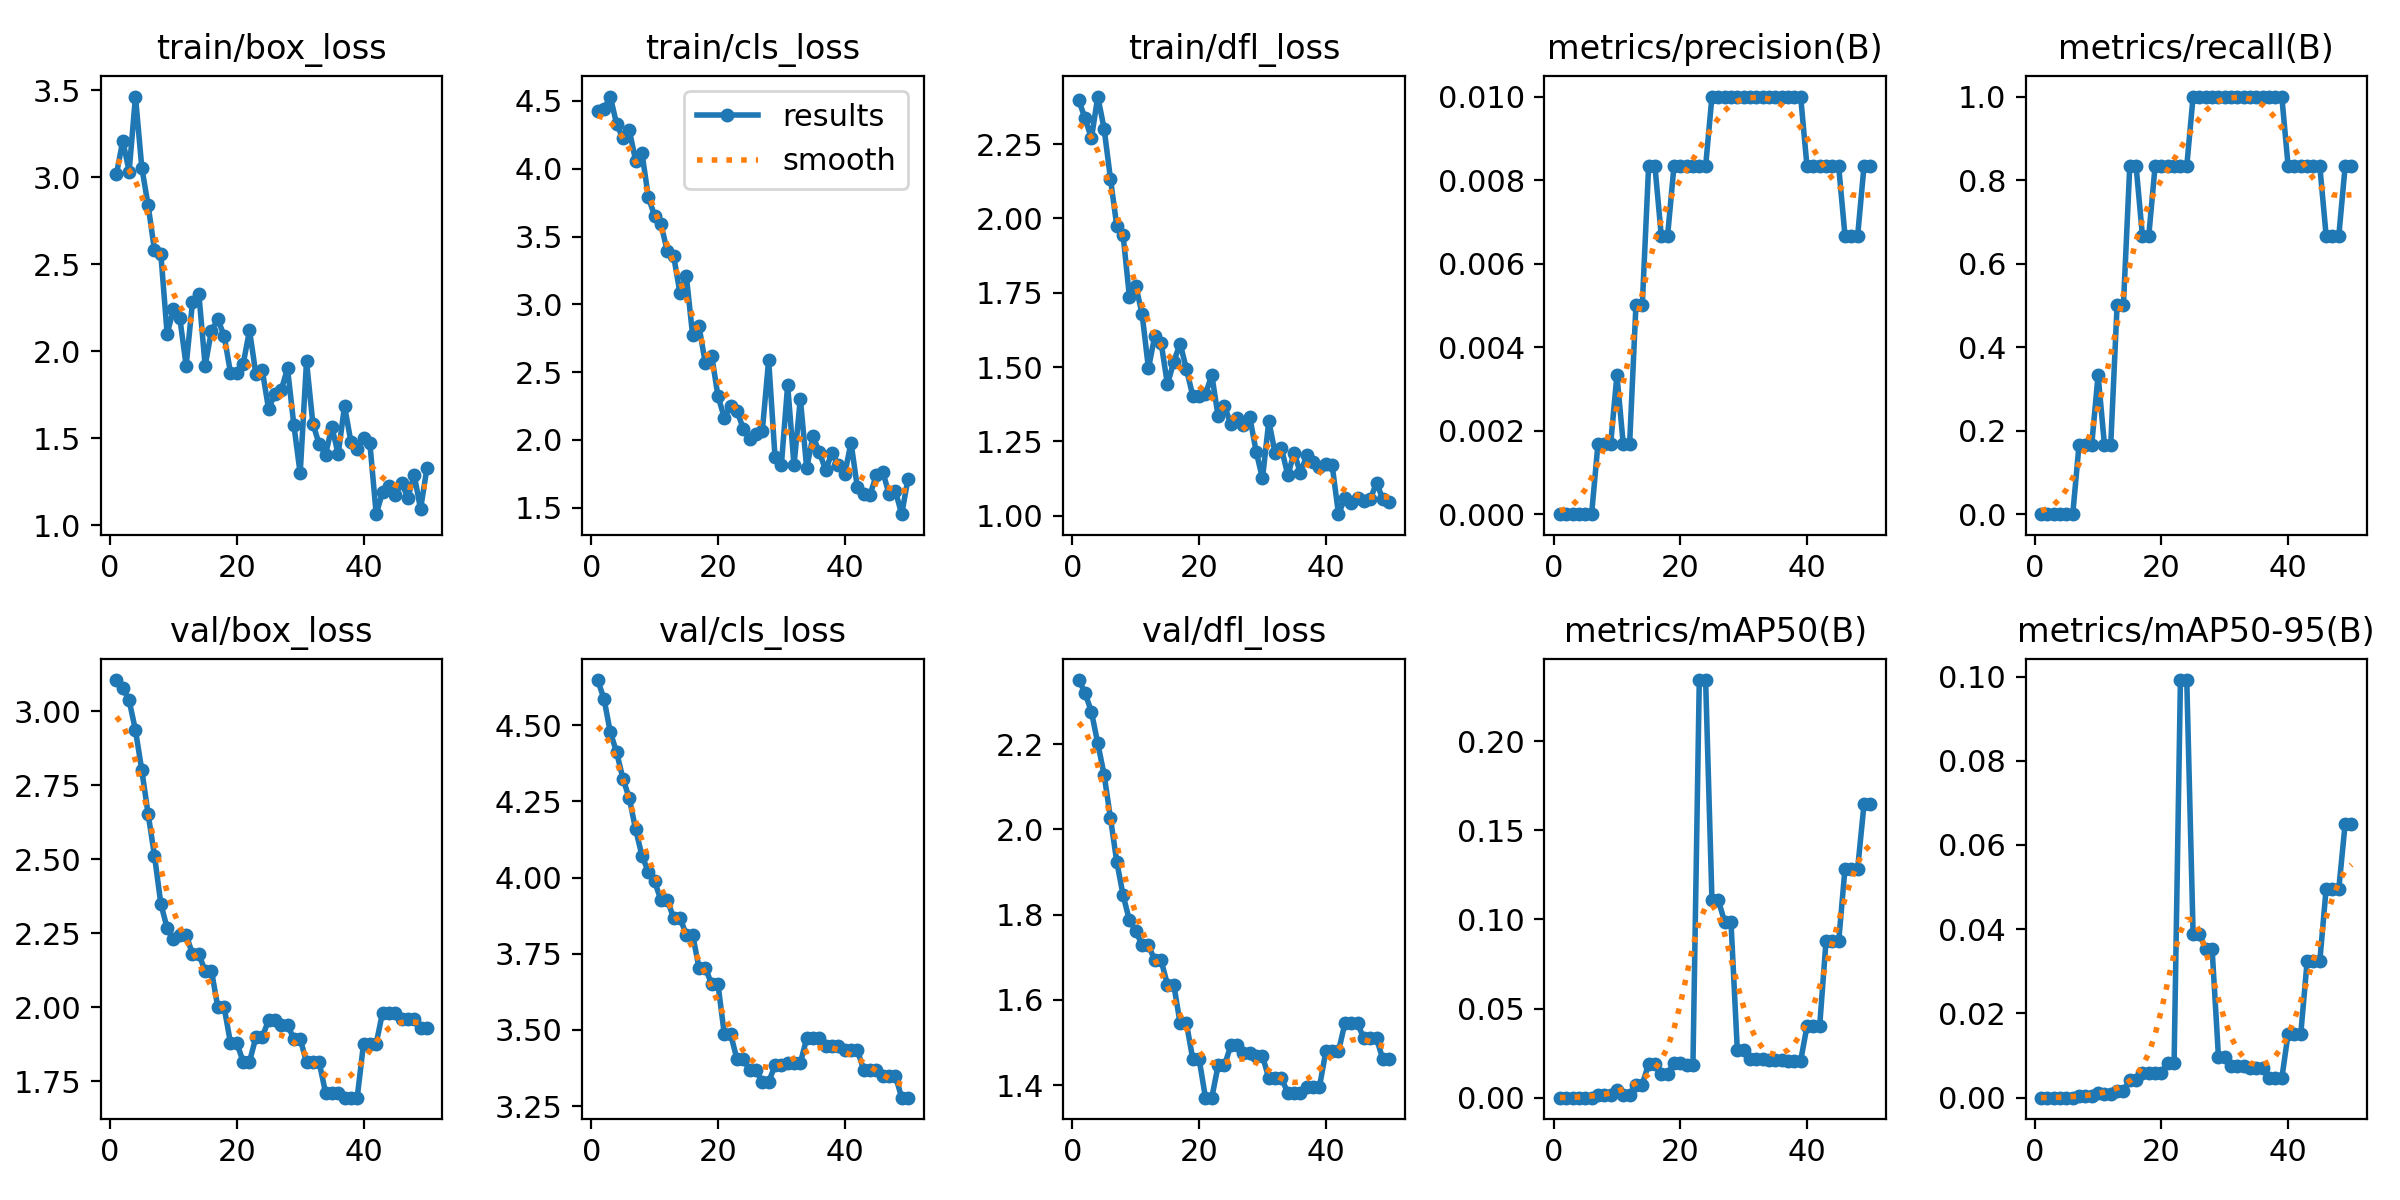 train/box_loss
3.5
3.0
2.5
2.0
1.5
1.0
0 20 40
train/cls_loss
results
smooth
4.5
4.0
3.5
3.0
2.5
2.0
1.5
0 20 40
train/dfl_loss
2.25
2.00
1.75
1.50
1.25
1.00
0 20 40
metrics/precision(B)
0.010
0.008
0.006
0.004
0.002
0.000
0 20 40
metrics/recall(B)
1.0
0.8
0.6
0.4
0.2
0.0
0 20 40
val/box_loss
3.00
2.75
2.50
2.25
2.00
1.75
0 20 40
val/cls_loss
4.50
4.25
4.00
3.75
3.50
3.25
0 20 40
val/dfl_loss
2.2
2.0
1.8
1.6
1.4
0 20 40
metrics/mAP50(B)
0.20
0.15
0.10
0.05
0.00
0 20 40
metrics/mAP50-95(B)
0.10
0.08
0.06
0.04
0.02
0.00
0 20 40